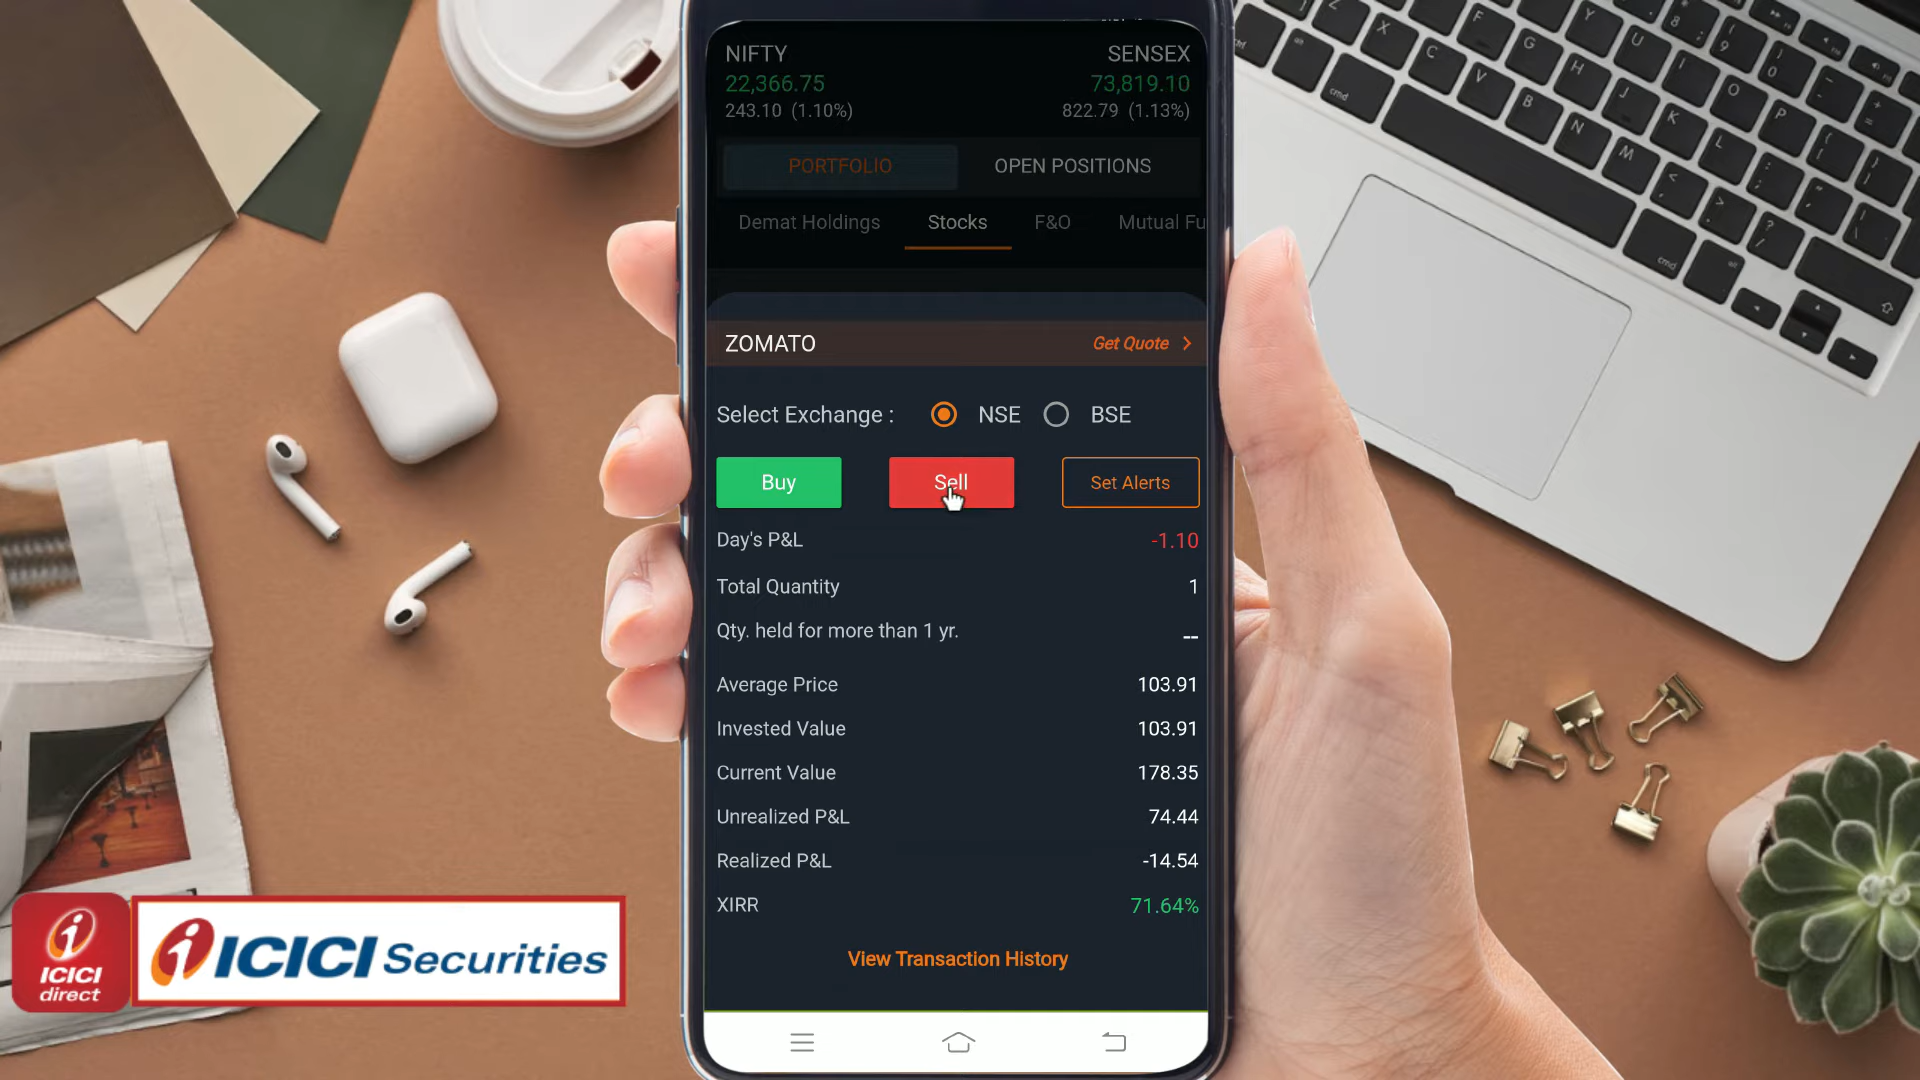 NIFTY
SENSEX
22,366.75
73,819.10
243.10 (1.10%)
822.79 (1.13%)
PORTFOLIO
OPEN POSITIONS
Demat Holdings
Stocks
F&O
Mutual Fu
ZOMATO
Get Quote
Select Exchange :
NSE
BSE
Buy
Sell
Set Alerts
Day's P&L
-1.10
Total Quantity
1
Qty. held for more than 1 yr.
--
Average Price
103.91
Invested Value
103.91
Current Value
178.35
Unrealized P&L
74.44
Realized P&L
-14.54
XIRR
71.64%
View Transaction History
ICICI
direct
ICICI Securities